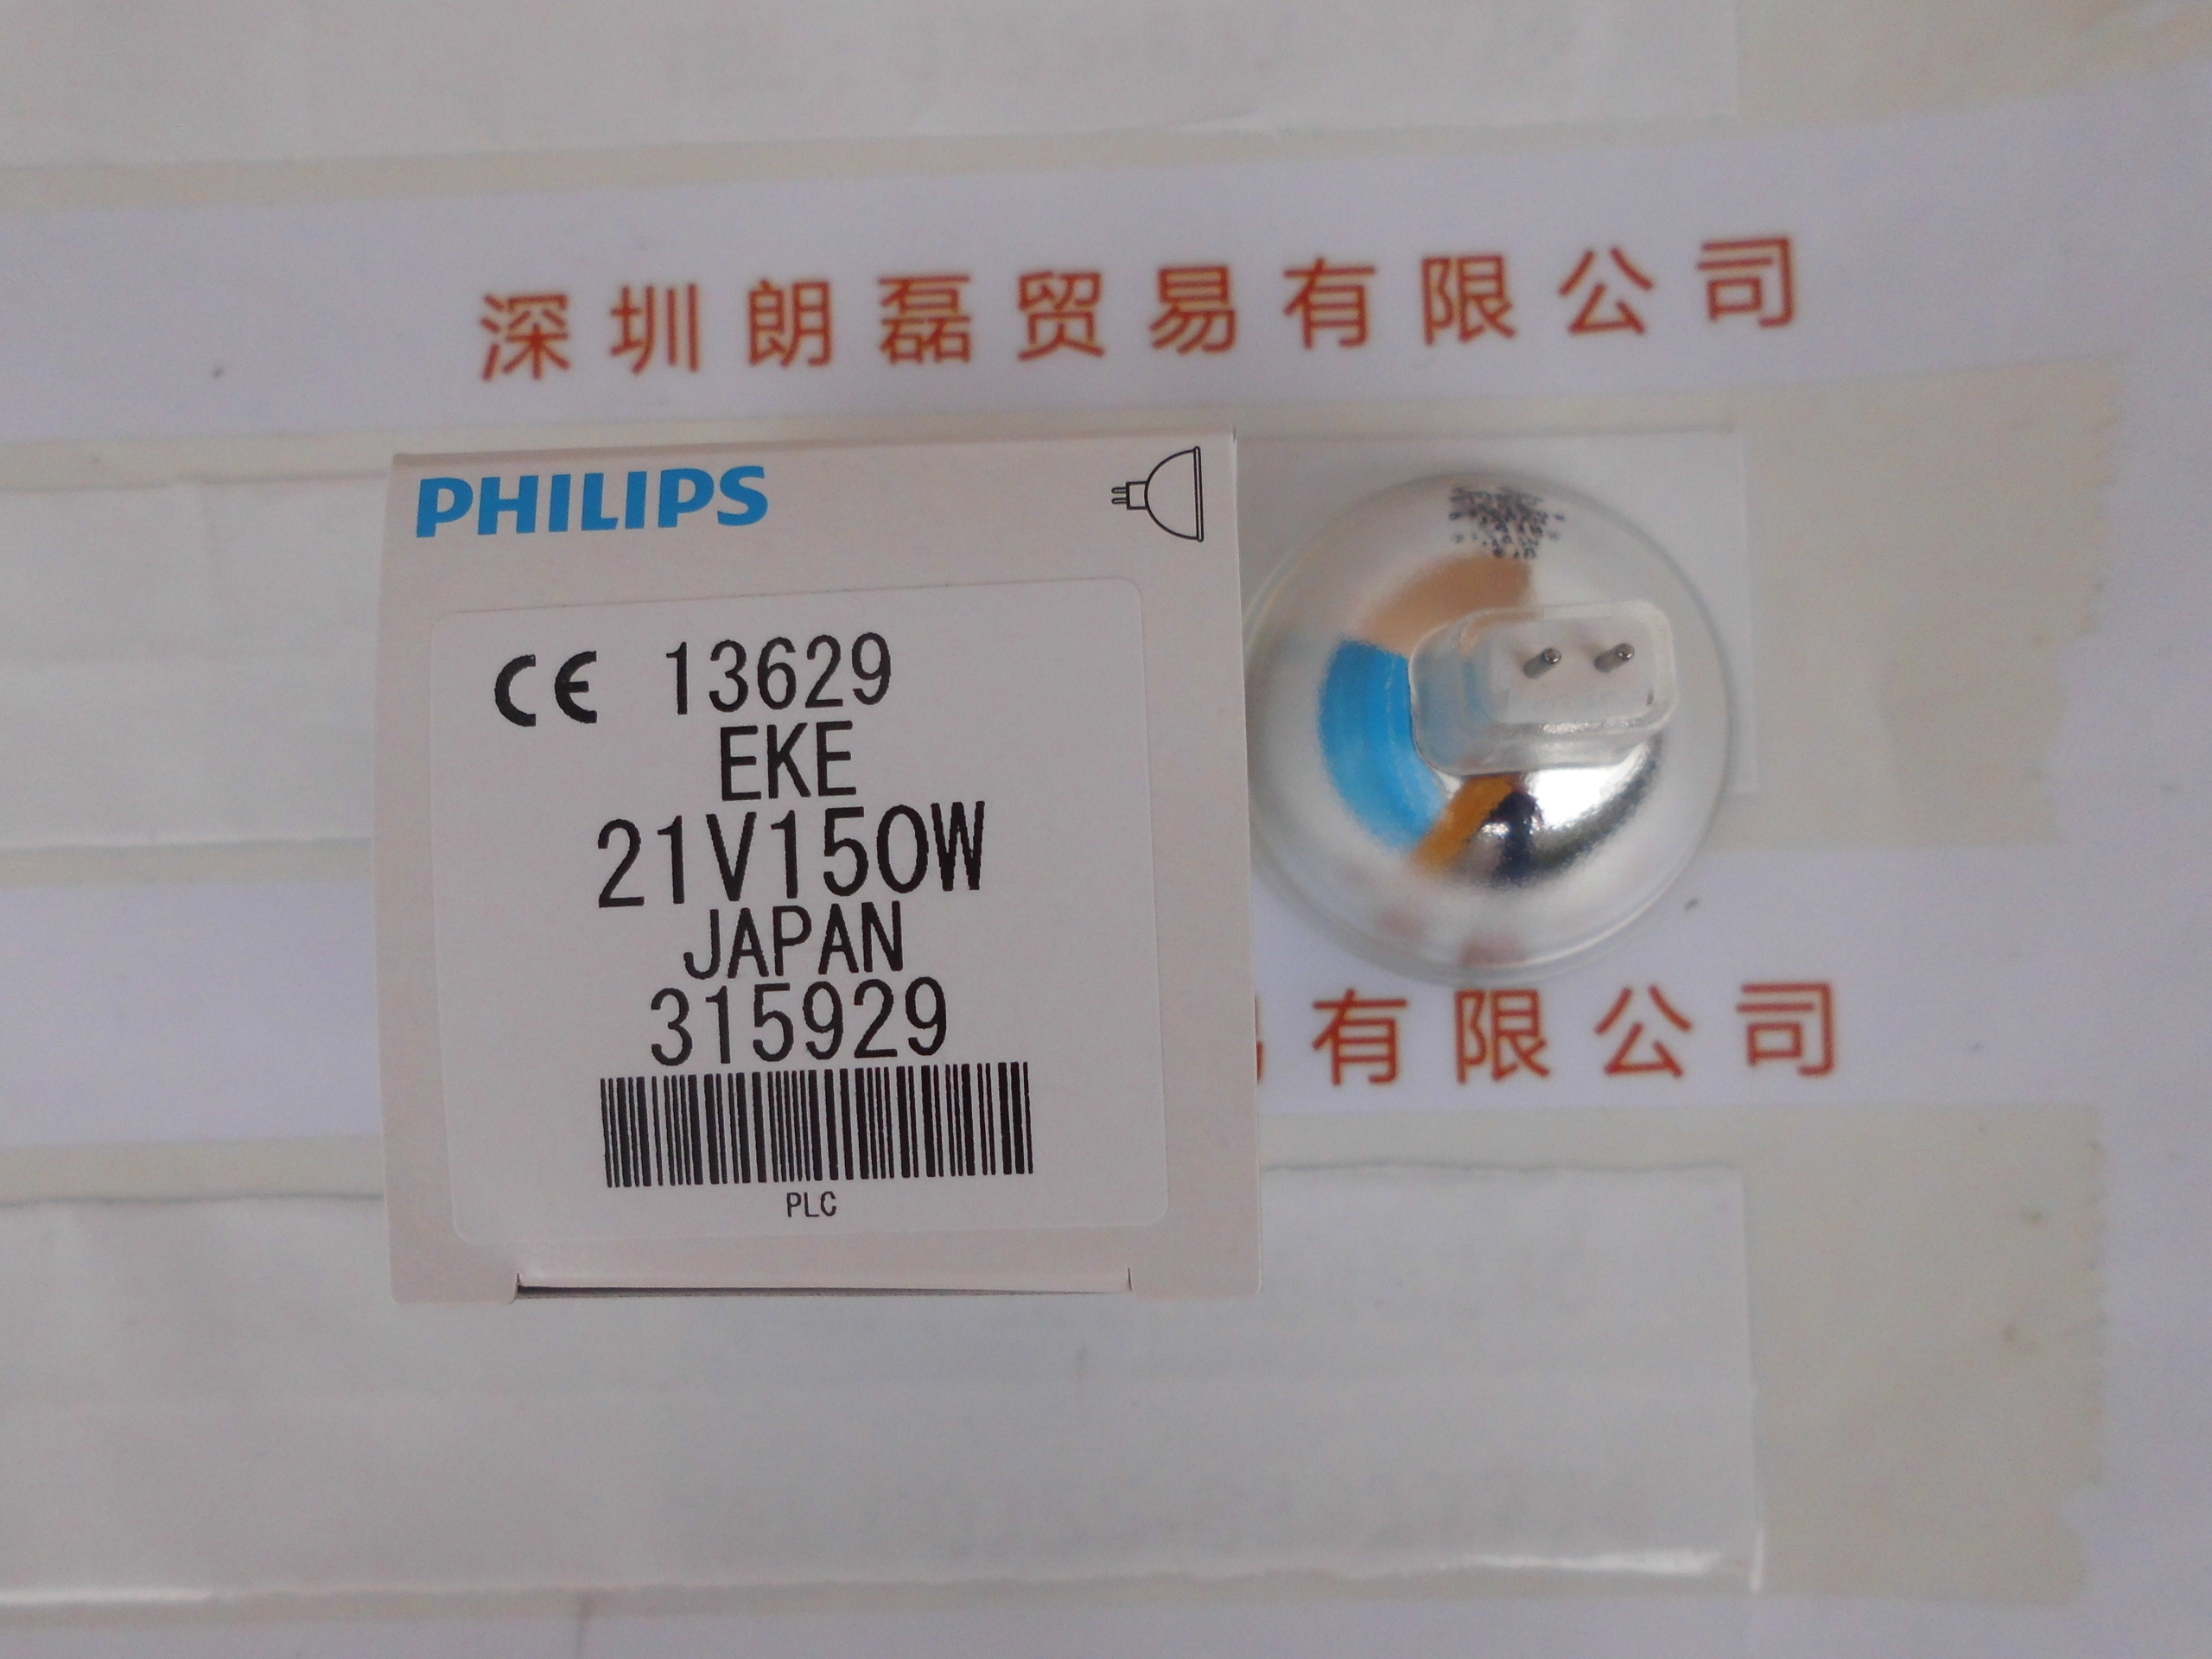 深圳朗磊贸易有限公司
PHILIPS
CE 13629
EKE
21V150W
JAPAN
315929
PLC
有限公司